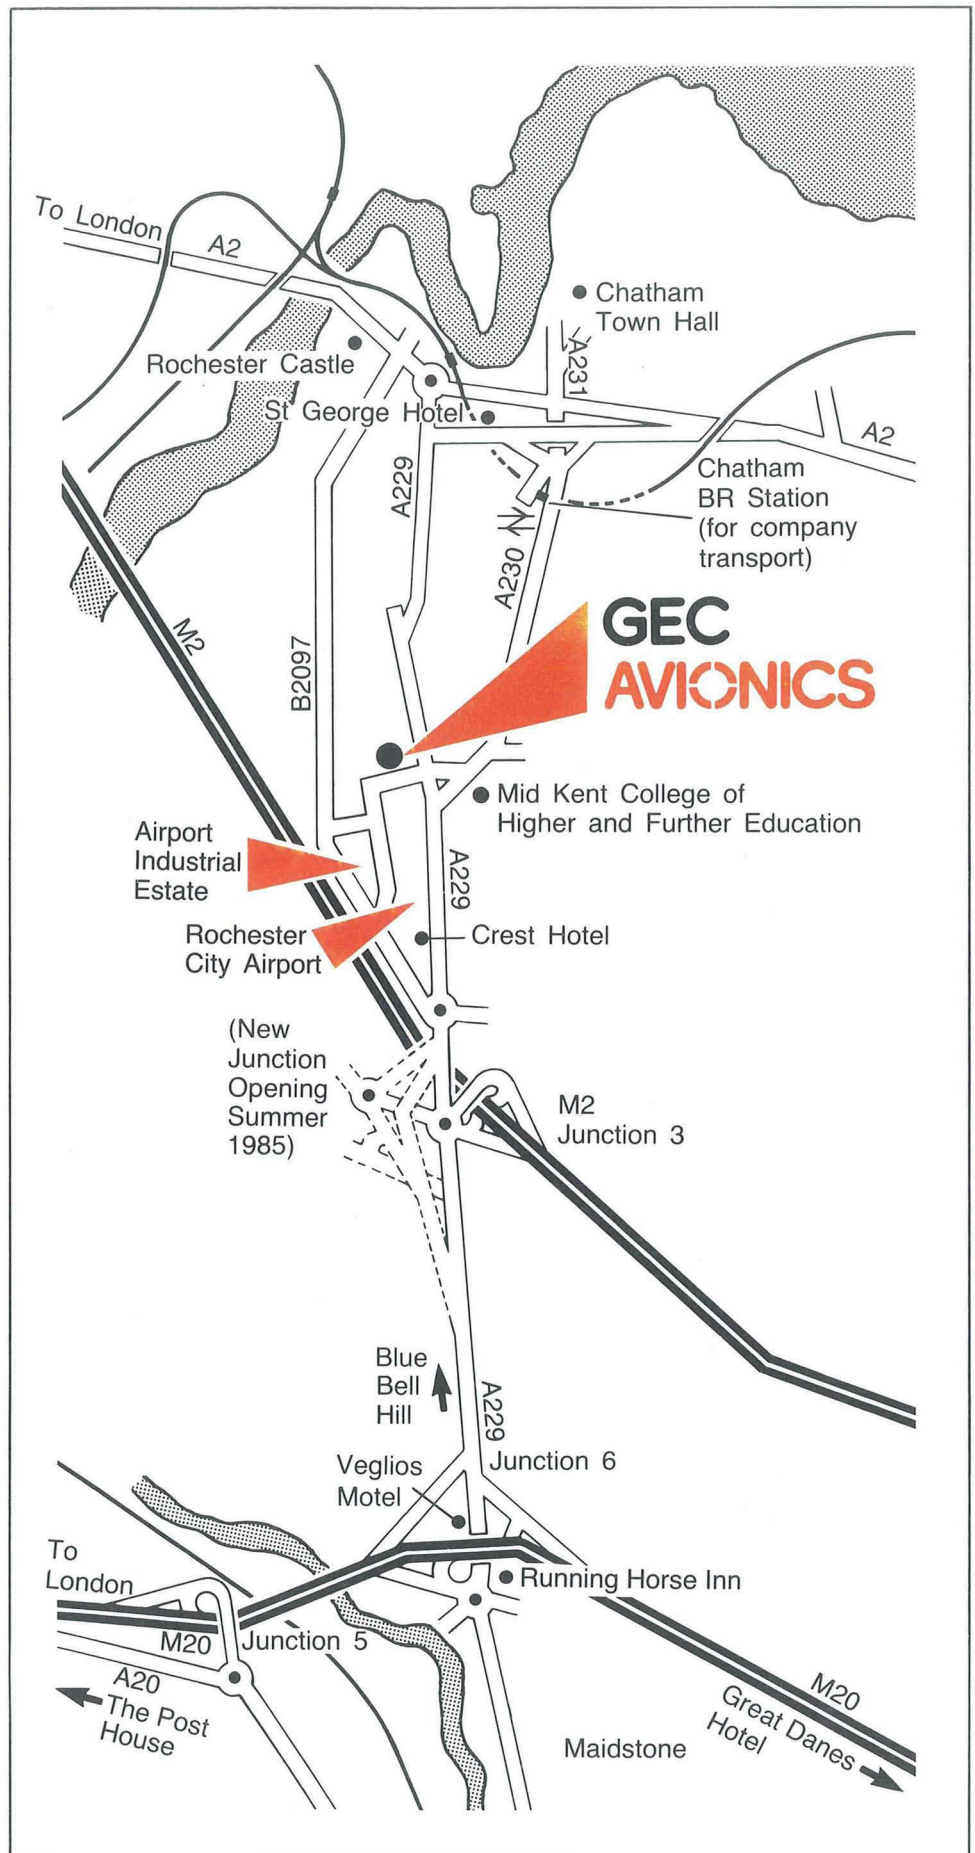 To London
A2
Chatham
Town Hall
Rochester Castle
A231
St George Hotel
A2
A229
Chatham
BR Station
(for company
transport)
A230
GEC
AVIONICS
M2
B2097
Mid Kent College of
Higher and Further Education
Airport
Industrial
Estate
A229
Rochester
City Airport
Crest Hotel
(New
Junction
Opening
Summer
1985)
M2
Junction 3
Blue
Bell
Hill
A229
Junction 6
Veglios
Motel
To
London
Running Horse Inn
M20
Junction 5
A20
The Post
House
M20
Great Danes
Hotel
Maidstone